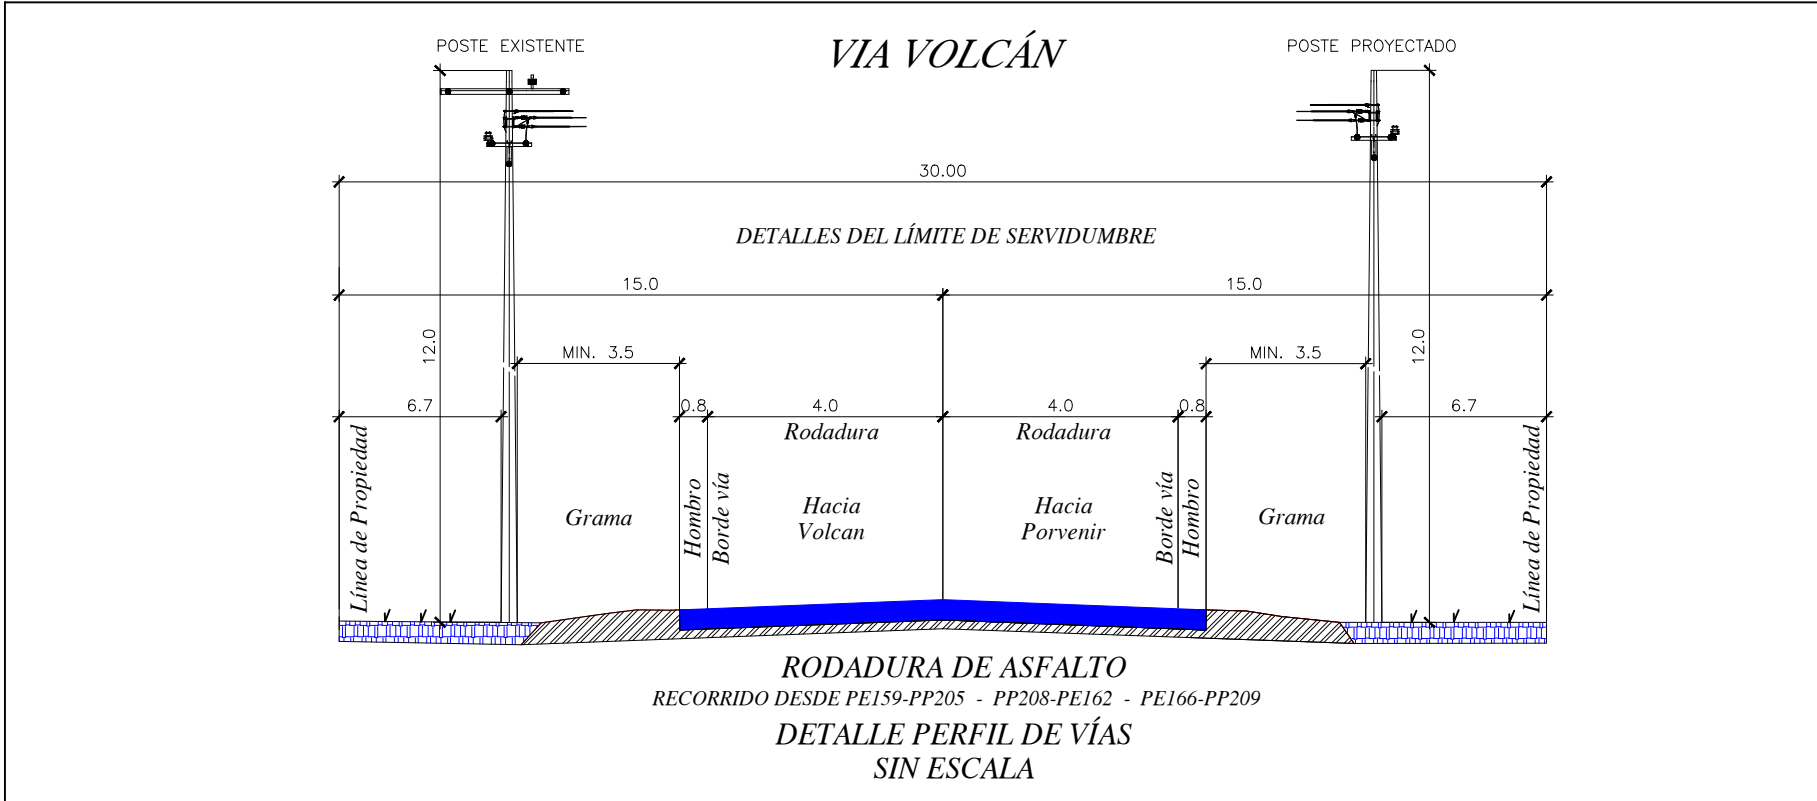 VIA VOLCÁN
POSTE EXISTENTE
POSTE PROYECTADO
30.00
DETALLES DEL LÍMITE DE SERVIDUMBRE
15.0
15.0
12.0
12.0
MIN. 3.5
MIN. 3.5
6.7
0.8
4.0
4.0
0.8
6.7
Rodadura
Rodadura
Línea de Propiedad
Grama
Hombro
Borde vía
Hacia
Volcan
Hacia
Porvenir
Borde vía
Hombro
Grama
Línea de Propiedad
RODADURA DE ASFALTO
RECORRIDO DESDE PE159-PP205 - PP208-PE162 - PE166-PP209
DETALLE PERFIL DE VÍAS
SIN ESCALA